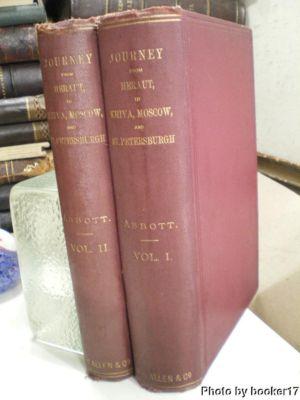 JOURNEY
FROM
HERAUT,
TO
KHIVA, MOSCOW,
AND
PETERSBURGH
ABBOTT.
VOL. II.
ALLEN & Co
JOURNEY
FROM
HERAUT,
TO
KHIVA, MOSCOW,
AND
ST. PETERSBURGH
ABBOTT.
VOL. I.
ALLEN & Co
Photo by booker17